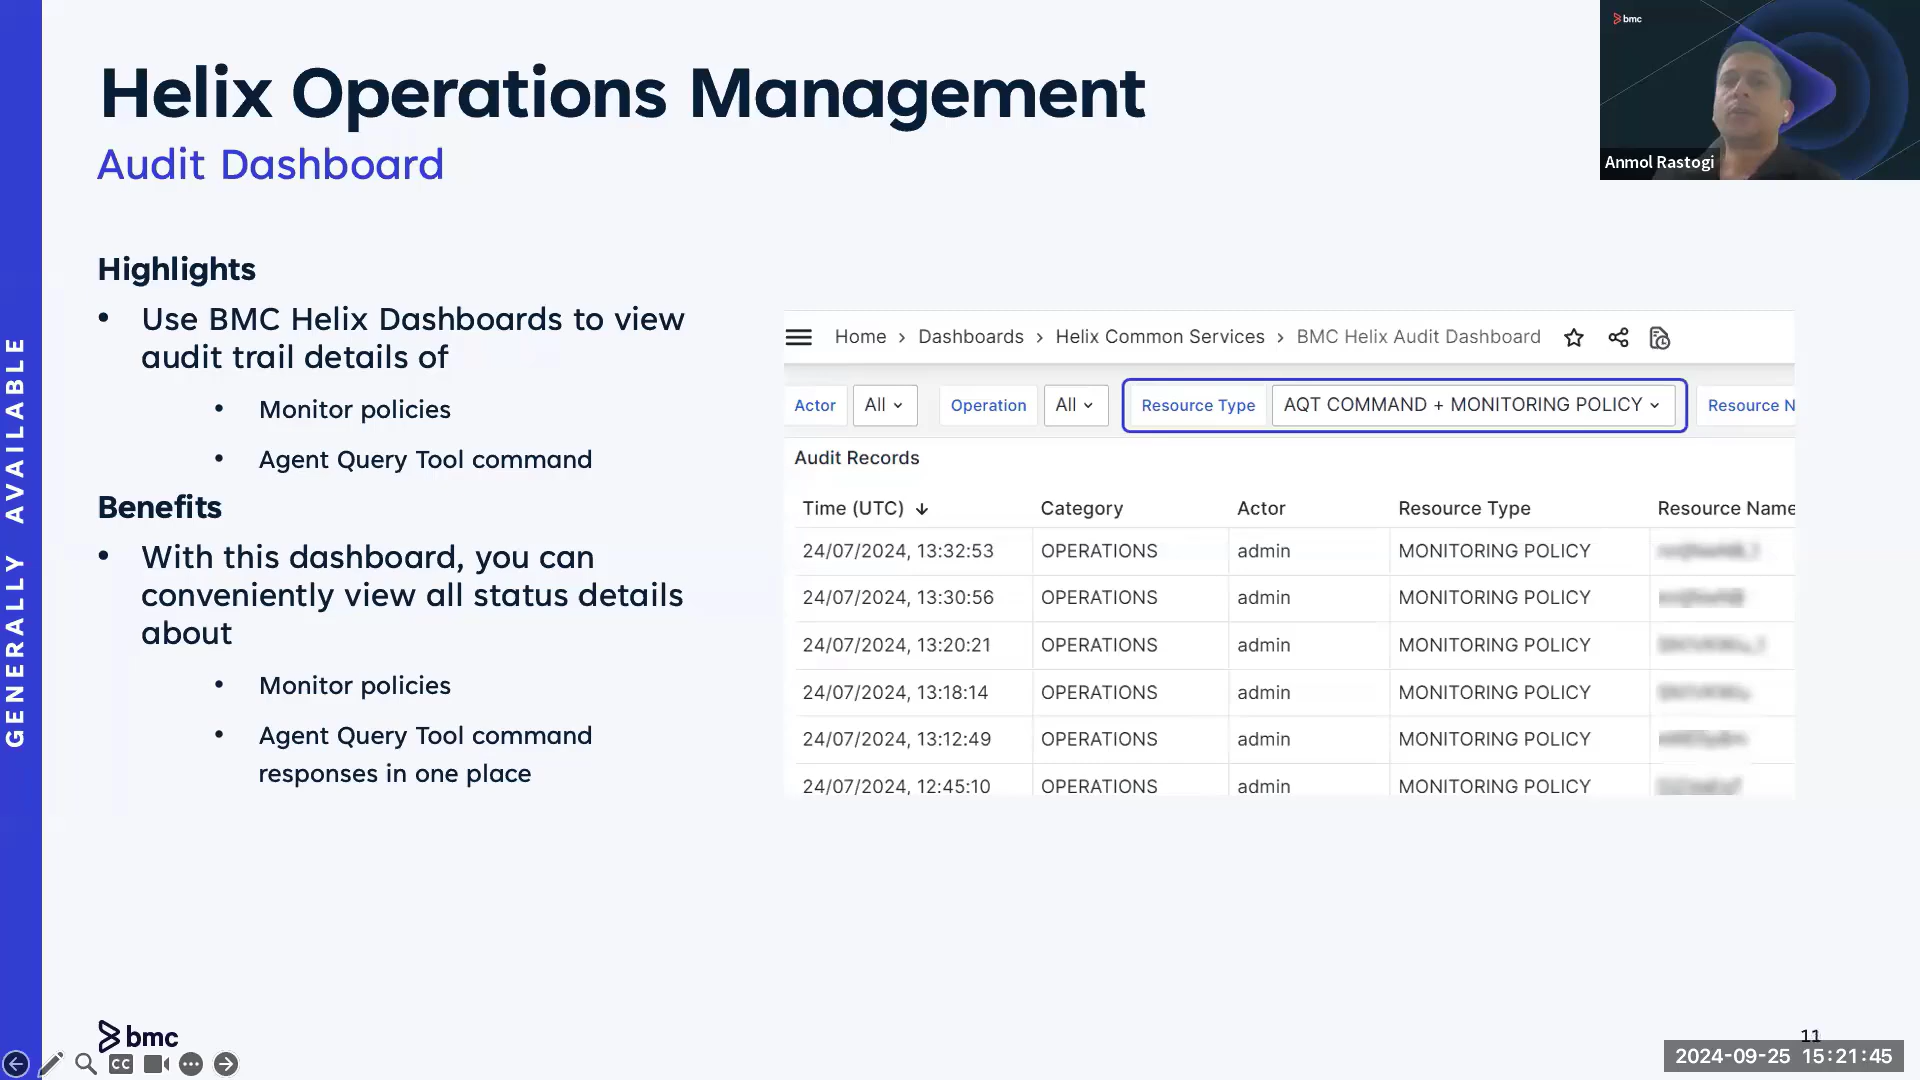 Helix Operations Management
Audit Dashboard
bmc
Anmol Rastogi
GENERALLY AVAILABLE
Highlights
• Use BMC Helix Dashboards to view
audit trail details of
• Monitor policies
• Agent Query Tool command
Benefits
• With this dashboard, you can
conveniently view all status details
about
• Monitor policies
• Agent Query Tool command
responses in one place
Home > Dashboards > Helix Common Services > BMC Helix Audit Dashboard
Actor All Operation All Resource Type AQT COMMAND + MONITORING POLICY Resource N
Audit Records
Time (UTC) ↓ Category Actor Resource Type Resource Name
24/07/2024, 13:32:53 OPERATIONS admin MONITORING POLICY
24/07/2024, 13:30:56 OPERATIONS admin MONITORING POLICY
24/07/2024, 13:20:21 OPERATIONS admin MONITORING POLICY
24/07/2024, 13:18:14 OPERATIONS admin MONITORING POLICY
24/07/2024, 13:12:49 OPERATIONS admin MONITORING POLICY
24/07/2024, 12:45:10 OPERATIONS admin MONITORING POLICY
bmc
11
CC
2024-09-25 15:21:45